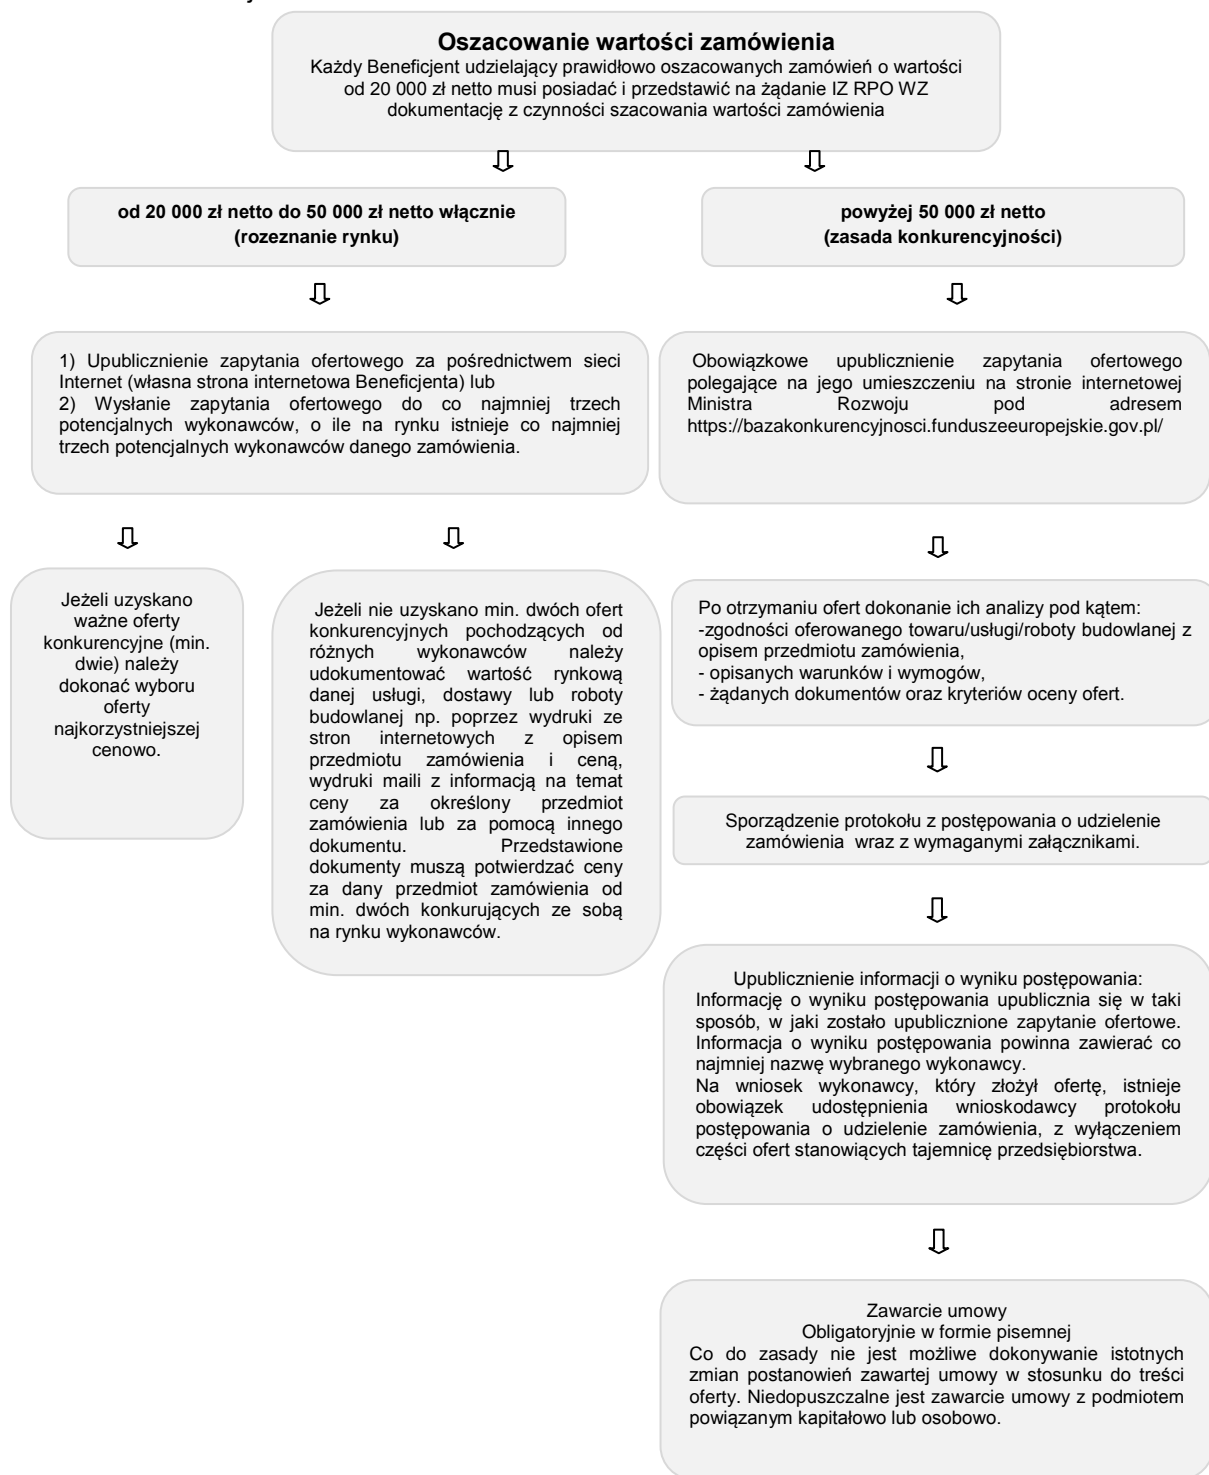 Oszacowanie wartości zamówienia
Każdy Beneficjent udzielający prawidłowo oszacowanych zamówień o wartości
od 20 000 zł netto musi posiadać i przedstawić na żądanie IZ RPO WZ
dokumentację z czynności szacowania wartości zamówienia
od 20 000 zł netto do 50 000 zł netto włącznie
(rozeznanie rynku)
powyżej 50 000 zł netto
(zasada konkurencyjności)
1) Upublicznienie zapytania ofertowego za pośrednictwem sieci
Internet (własna strona internetowa Beneficjenta) lub
2) Wysłanie zapytania ofertowego do co najmniej trzech
potencjalnych wykonawców, o ile na rynku istnieje co najmniej
trzech potencjalnych wykonawców danego zamówienia.
Obowiązkowe upublicznienie zapytania ofertowego
polegające na jego umieszczeniu na stronie internetowej
Ministra Rozwoju pod adresem
https://bazakonkurencyjnosci.funduszeeuropejskie.gov.pl/
Jeżeli uzyskano
ważne oferty
konkurencyjne (min.
dwie) należy
dokonać wyboru
oferty
najkorzystniejszej
cenowo.
Jeżeli nie uzyskano min. dwóch ofert
konkurencyjnych pochodzących od
różnych wykonawców należy
udokumentować wartość rynkową
danej usługi, dostawy lub roboty
budowlanej np. poprzez wydruki ze
stron internetowych z opisem
przedmiotu zamówienia i ceną,
wydruki maili z informacją na temat
ceny za określony przedmiot
zamówienia lub za pomocą innego
dokumentu. Przedstawione
dokumenty muszą potwierdzać ceny
za dany przedmiot zamówienia od
min. dwóch konkurujących ze sobą
na rynku wykonawców.
Po otrzymaniu ofert dokonanie ich analizy pod kątem:
-zgodności oferowanego towaru/usługi/roboty budowlanej z
opisem przedmiotu zamówienia,
- opisanych warunków i wymogów,
- żądanych dokumentów oraz kryteriów oceny ofert.
Sporządzenie protokołu z postępowania o udzielenie
zamówienia wraz z wymaganymi załącznikami.
Upublicznienie informacji o wyniku postępowania:
Informację o wyniku postępowania upublicznia się w taki
sposób, w jaki zostało upublicznione zapytanie ofertowe.
Informacja o wyniku postępowania powinna zawierać co
najmniej nazwę wybranego wykonawcy.
Na wniosek wykonawcy, który złożył ofertę, istnieje
obowiązek udostępnienia wnioskodawcy protokołu
postępowania o udzielenie zamówienia, z wyłączeniem
części ofert stanowiących tajemnicę przedsiębiorstwa.
Zawarcie umowy
Obligatoryjnie w formie pisemnej
Co do zasady nie jest możliwe dokonywanie istotnych
zmian postanowień zawartej umowy w stosunku do treści
oferty. Niedopuszczalne jest zawarcie umowy z podmiotem
powiązanym kapitałowo lub osobowo.